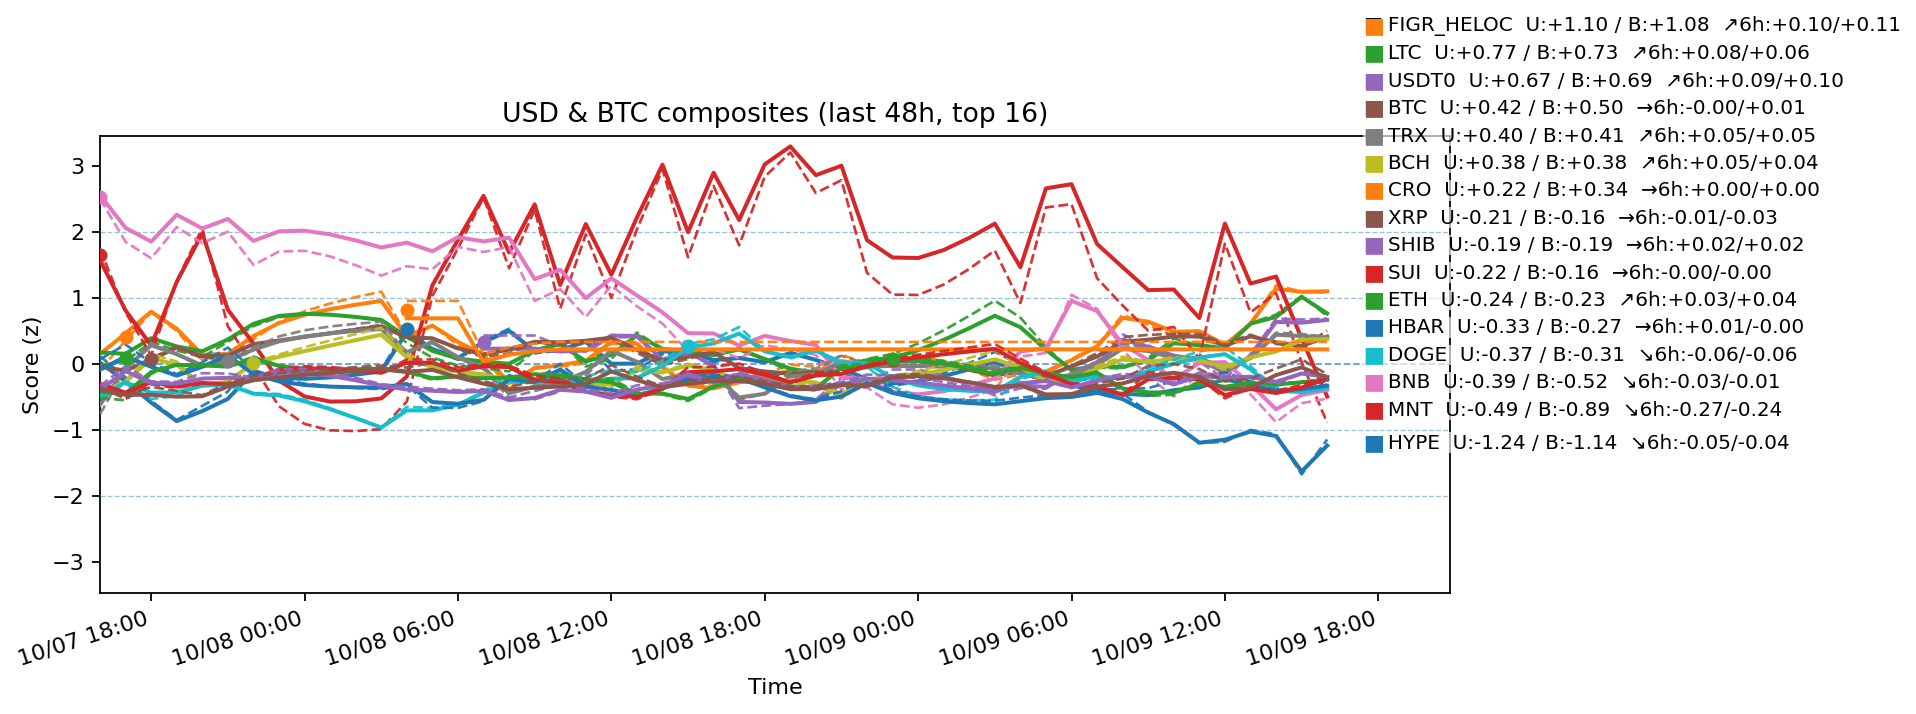 FIGR_HELOC U:+1.10 / B:+1.08 ↗6h:+0.10/+0.11
LTC U:+0.77 / B:+0.73 ↗6h:+0.08/+0.06
USDT0 U:+0.67 / B:+0.69 ↗6h:+0.09/+0.10
BTC U:+0.42 / B:+0.50 →6h:-0.00/+0.01
TRX U:+0.40 / B:+0.41 ↗6h:+0.05/+0.05
BCH U:+0.38 / B:+0.38 ↗6h:+0.05/+0.04
CRO U:+0.22 / B:+0.34 →6h:+0.00/+0.00
XRP U:-0.21 / B:-0.16 →6h:-0.01/-0.03
SHIB U:-0.19 / B:-0.19 →6h:+0.02/+0.02
SUI U:-0.22 / B:-0.16 →6h:-0.00/-0.00
ETH U:-0.24 / B:-0.23 ↗6h:+0.03/+0.04
HBAR U:-0.33 / B:-0.27 →6h:+0.01/-0.00
DOGE U:-0.37 / B:-0.31 ↘6h:-0.06/-0.06
BNB U:-0.39 / B:-0.52 ↘6h:-0.03/-0.01
MNT U:-0.49 / B:-0.89 ↘6h:-0.27/-0.24
HYPE U:-1.24 / B:-1.14 ↘6h:-0.05/-0.04
USD & BTC composites (last 48h, top 16)
Score (z)
3
2
1
0
−1
−2
−3
10/07 18:00
10/08 00:00
10/08 06:00
10/08 12:00
10/08 18:00
10/09 00:00
10/09 06:00
10/09 12:00
10/09 18:00
Time